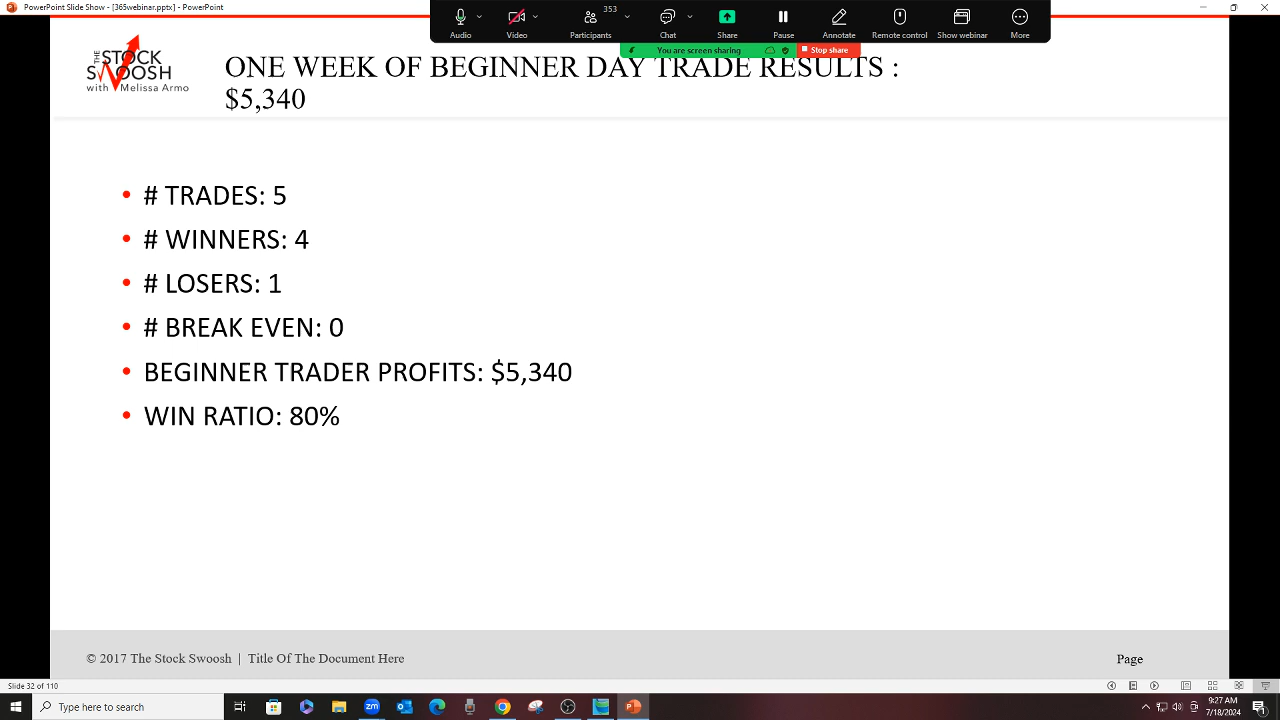 PowerPoint Slide Show - [365webinar.pptx] - PowerPoint
353
Audio
Video
Participants
Chat
Share
Pause
Annotate
Remote control
Show webinar
More
You are screen sharing
Stop share
THE STOCK
SWOOSH
with Melissa Armo
ONE WEEK OF BEGINNER DAY TRADE RESULTS :
$5,340
• # TRADES: 5
• # WINNERS: 4
• # LOSERS: 1
• # BREAK EVEN: 0
• BEGINNER TRADER PROFITS: $5,340
• WIN RATIO: 80%
© 2017 The Stock Swoosh | Title Of The Document Here
Page
Slide 32 of 110
Type here to search
zm
9:27 AM
7/18/2024